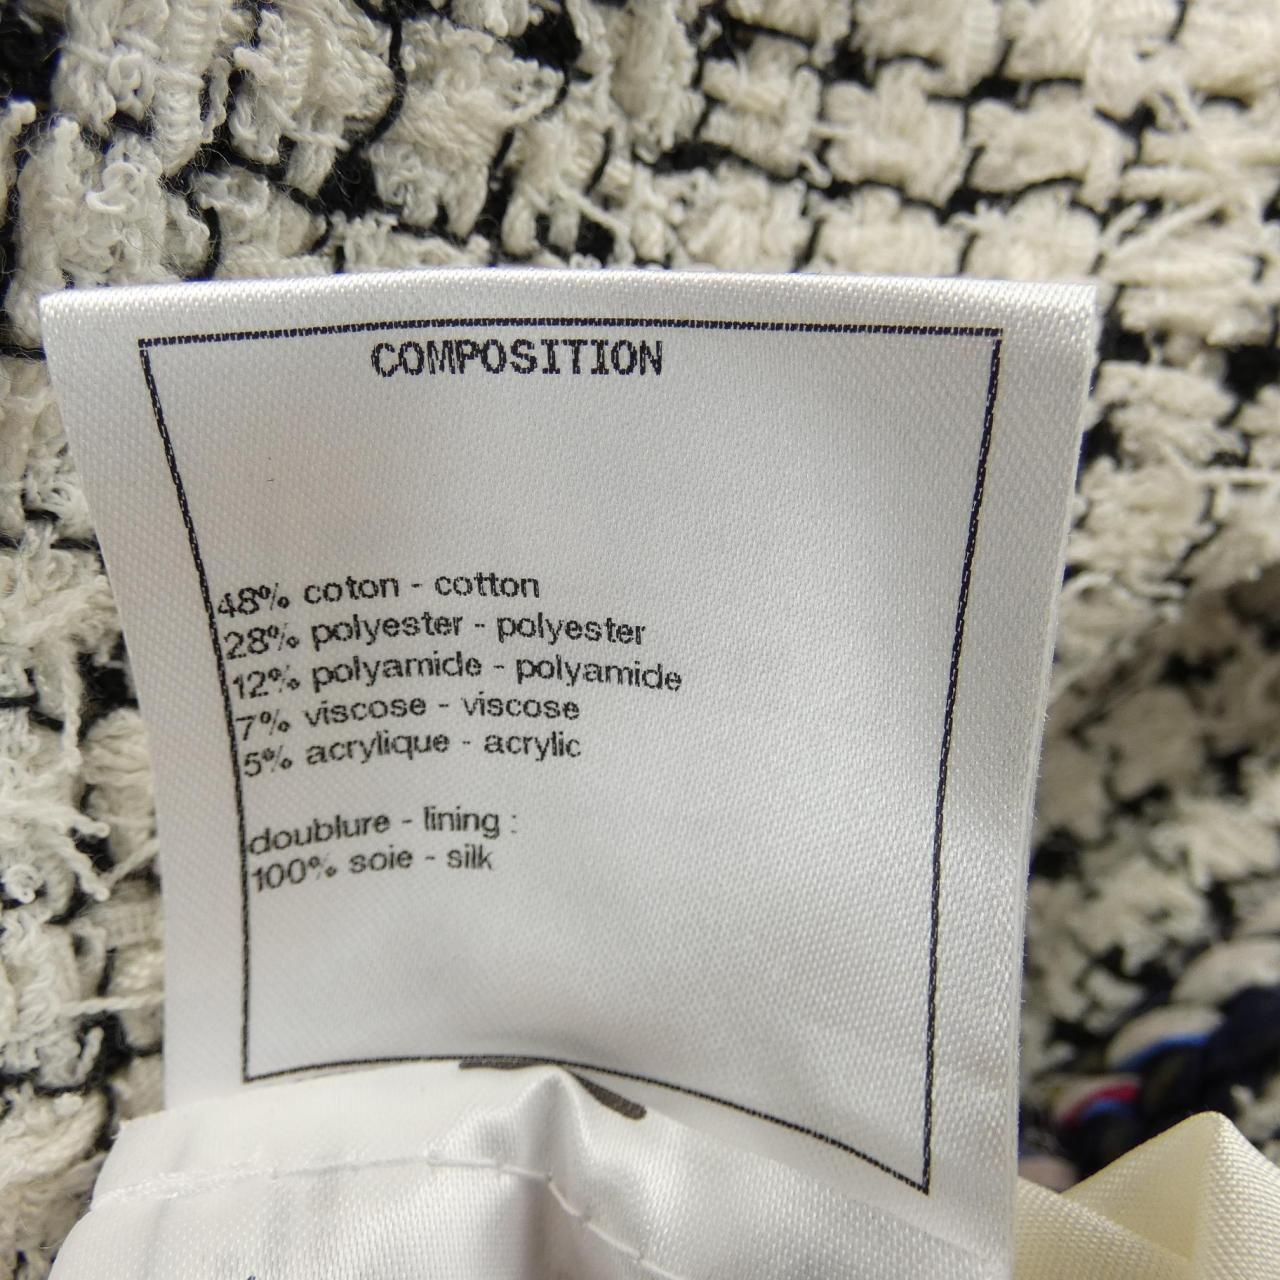 COMPOSITION
48% coton - cotton
28% polyester - polyester
12% polyamide - polyamide
7% viscose - viscose
5% acrylique - acrylic
doublure - lining :
100% soie - silk